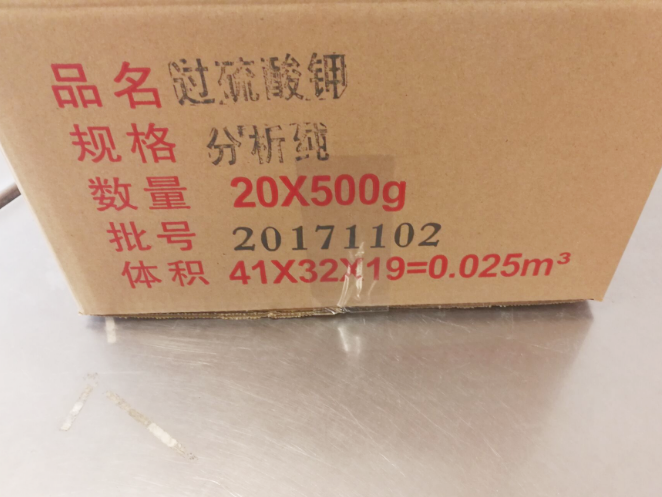 品名 过硫酸钾
规格 分析纯
数量 20X500g
批号 20171102
体积 41X32X19=0.025m³